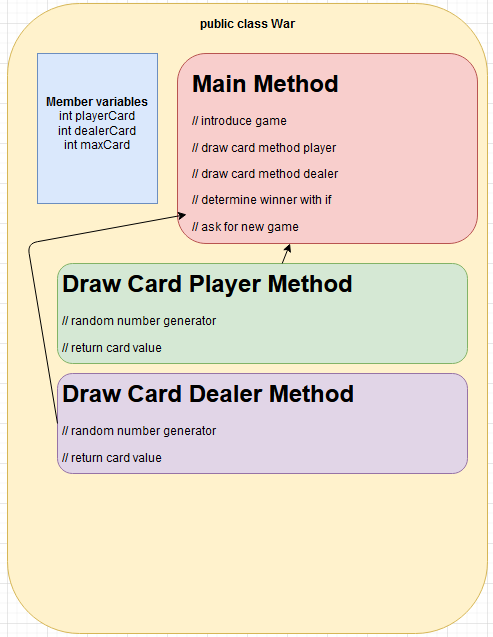 public class War
Member variables
int playerCard
int dealerCard
int maxCard
Main Method
// introduce game
// draw card method player
// draw card method dealer
// determine winner with if
// ask for new game
Draw Card Player Method
// random number generator
// return card value
Draw Card Dealer Method
// random number generator
// return card value